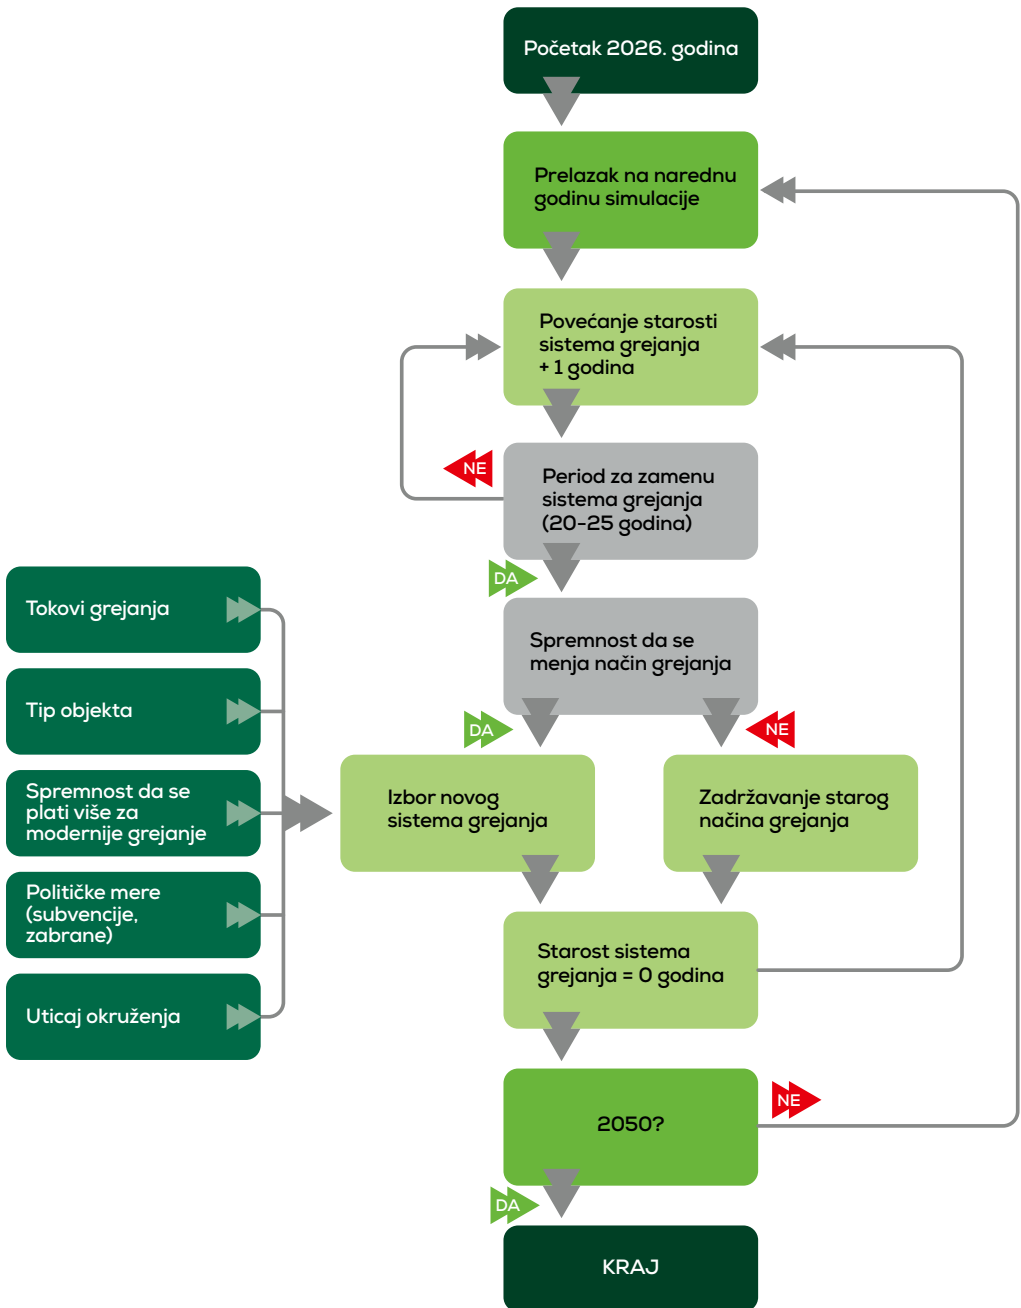 Početak 2026. godina
Prelazak na narednu
godinu simulacije
Povećanje starosti
sistema grejanja
+ 1 godina
NE
Period za zamenu
sistema grejanja
(20-25 godina)
DA
Spremnost da se
menja način grejanja
DA
NE
Tokovi grejanja
Tip objekta
Spremnost da se
plati više za
modernije grejanje
Političke mere
(subvencije,
zabrane)
Uticaj okruženja
Izbor novog
sistema grejanja
Zadržavanje starog
načina grejanja
Starost sistema
grejanja = 0 godina
2050?
NE
DA
KRAJ